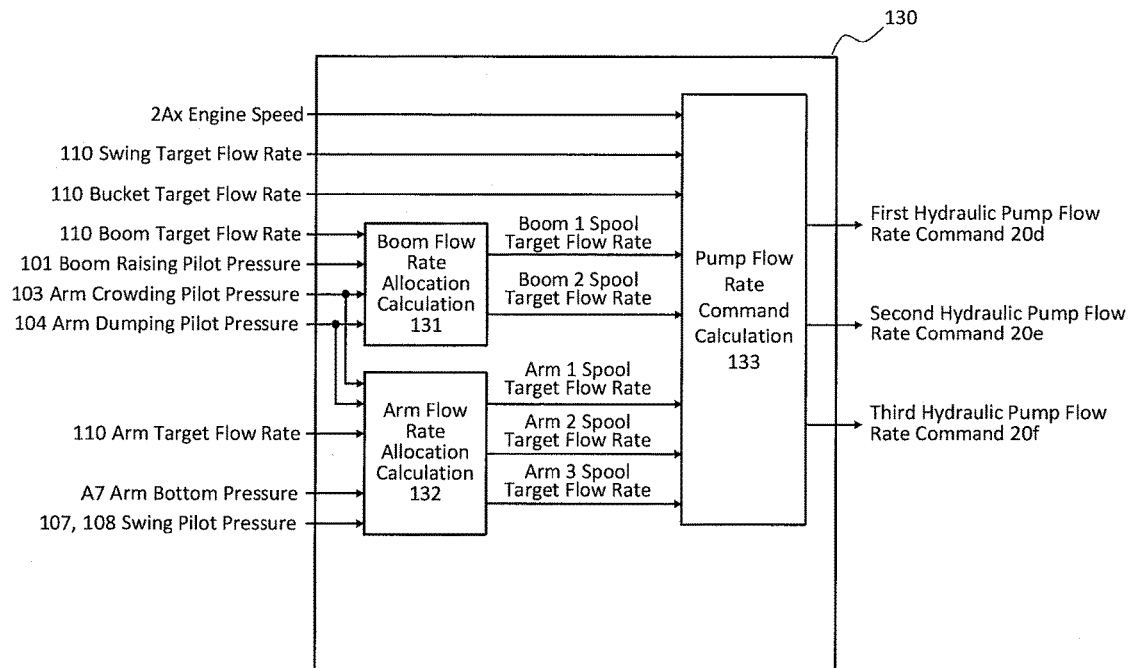 130
2Ax Engine Speed
110 Swing Target Flow Rate
110 Bucket Target Flow Rate
110 Boom Target Flow Rate
101 Boom Raising Pilot Pressure
103 Arm Crowding Pilot Pressure
104 Arm Dumping Pilot Pressure
110 Arm Target Flow Rate
A7 Arm Bottom Pressure
107, 108 Swing Pilot Pressure
Boom Flow
Rate
Allocation
Calculation
131
Arm Flow
Rate
Allocation
Calculation
132
Boom 1 Spool
Target Flow Rate
Boom 2 Spool
Target Flow Rate
Arm 1 Spool
Target Flow Rate
Arm 2 Spool
Target Flow Rate
Arm 3 Spool
Target Flow Rate
Pump Flow
Rate
Command
Calculation
133
First Hydraulic Pump Flow
Rate Command 20d
Second Hydraulic Pump Flow
Rate Command 20e
Third Hydraulic Pump Flow
Rate Command 20f